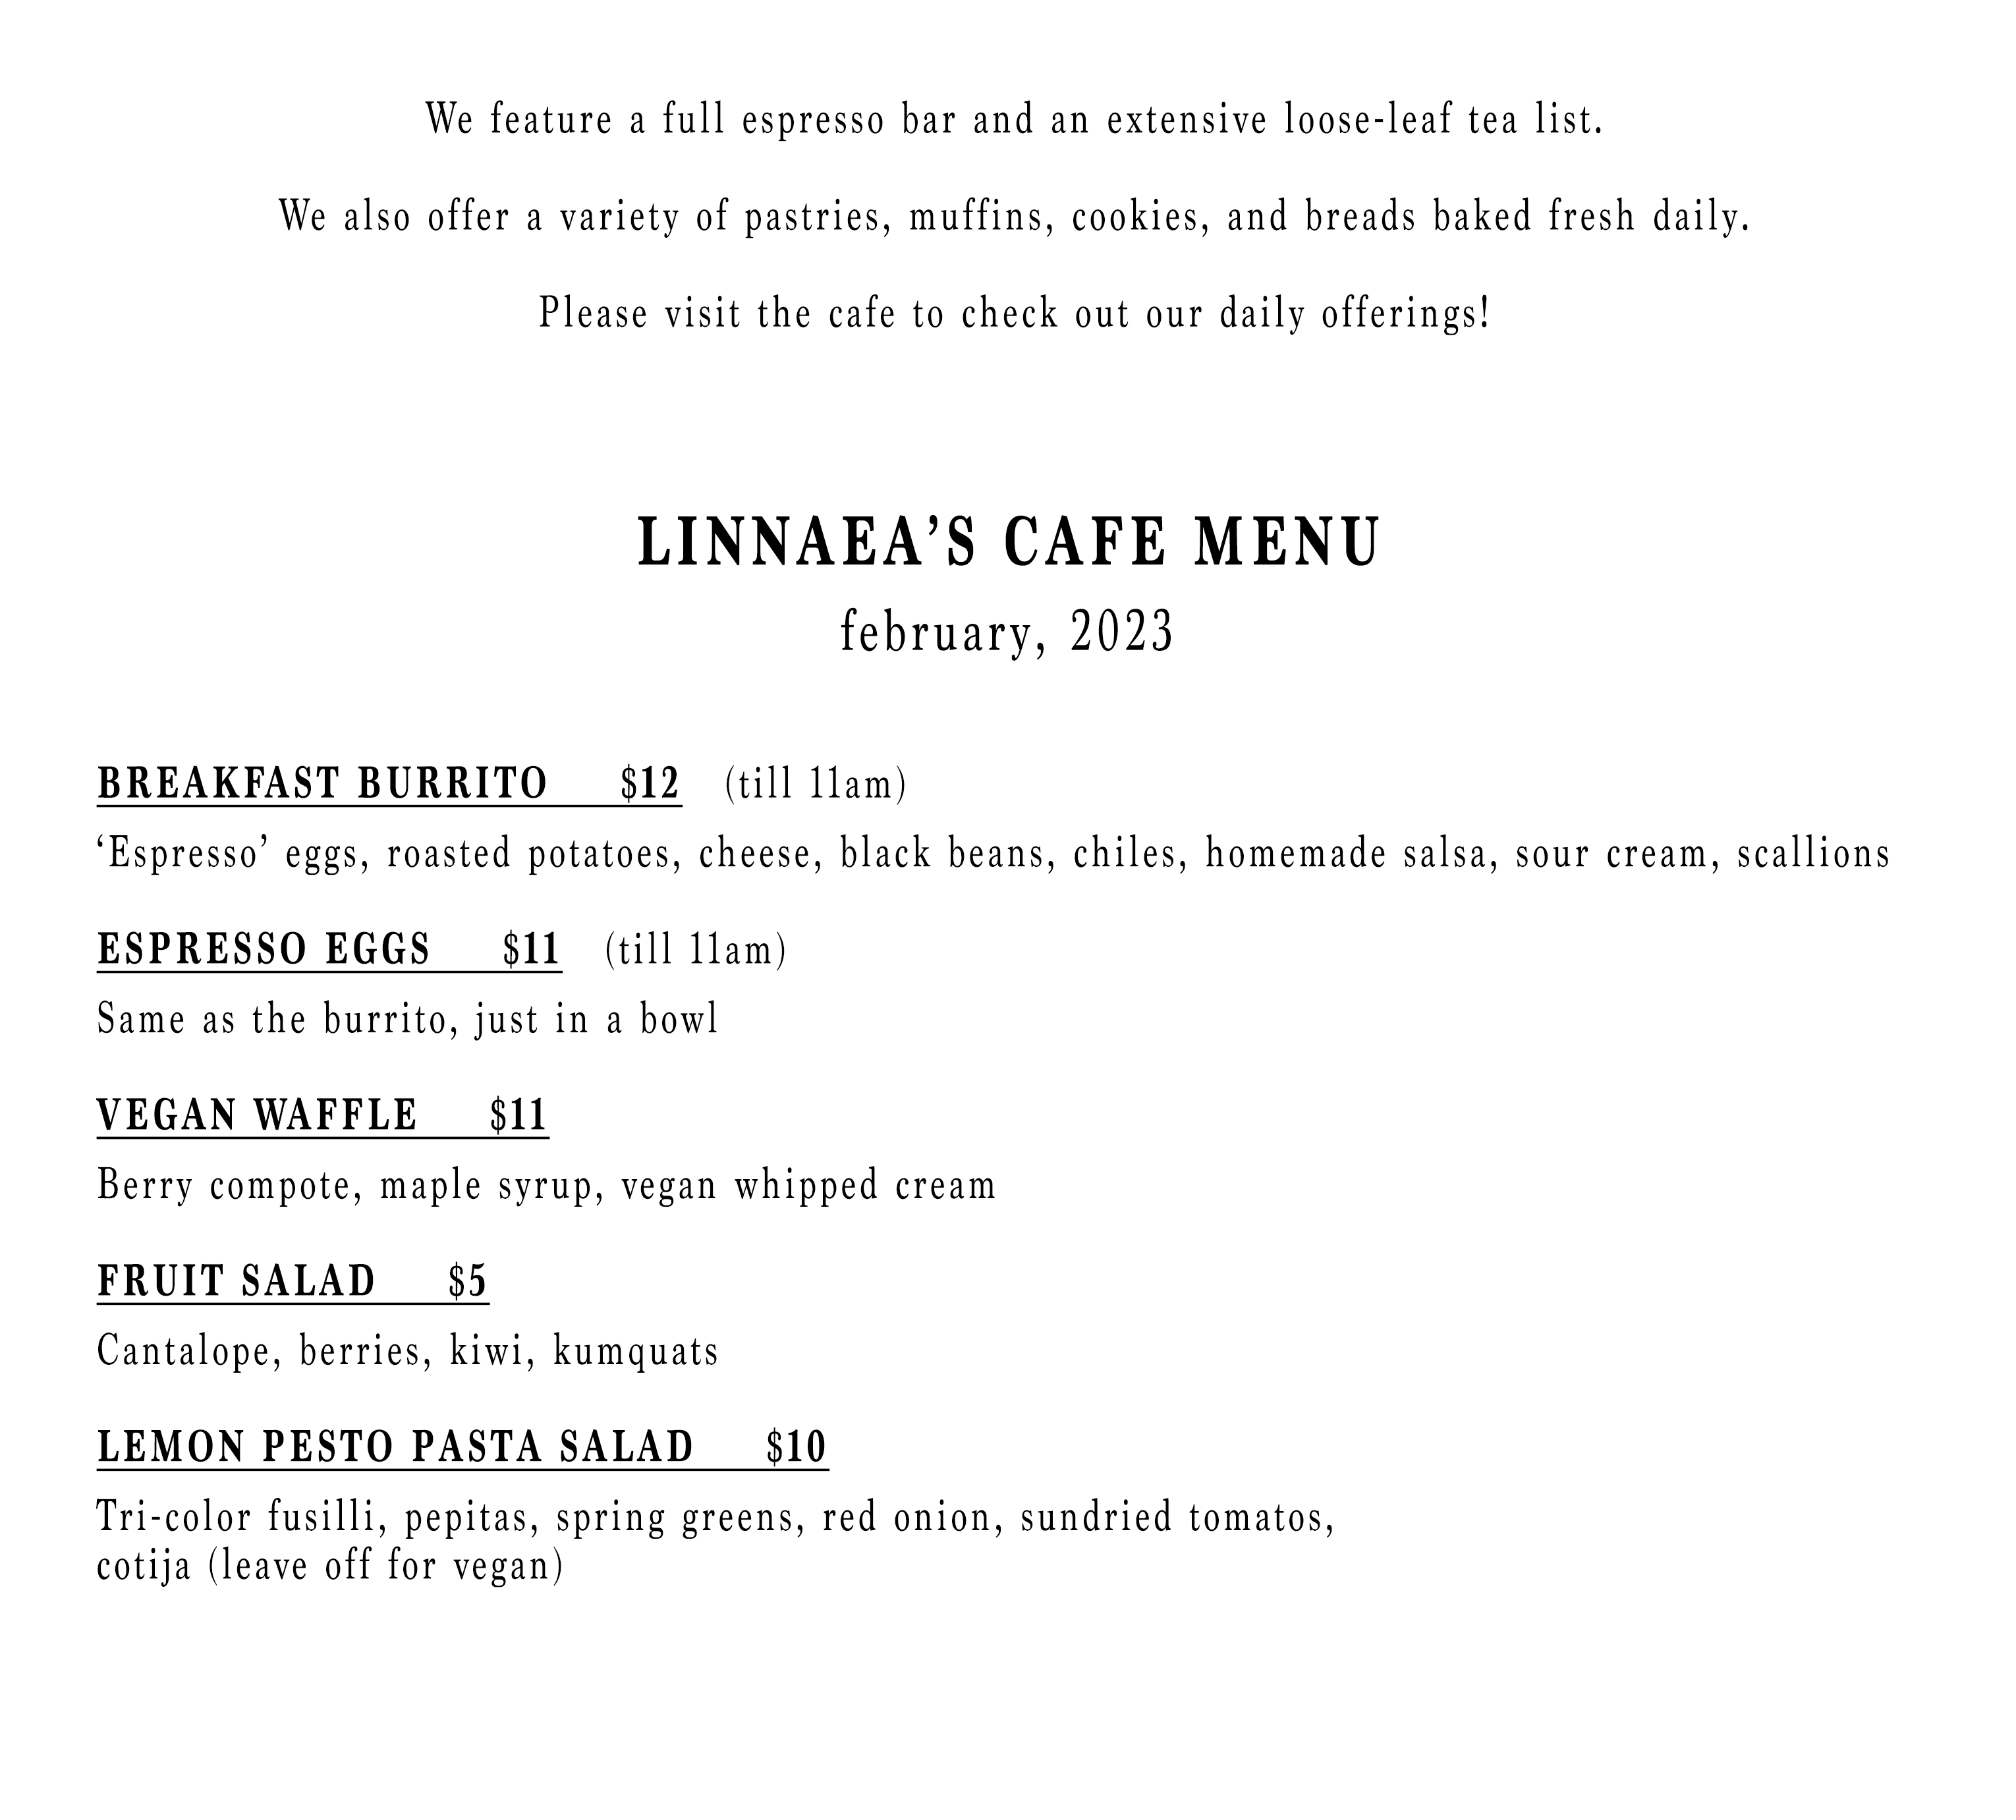 We feature a full espresso bar and an extensive loose-leaf tea list.
We also offer a variety of pastries, muffins, cookies, and breads baked fresh daily.
Please visit the cafe to check out our daily offerings!
LINNAEA’S CAFE MENU
february, 2023
BREAKFAST BURRITO $12 (till 11am)
‘Espresso’ eggs, roasted potatoes, cheese, black beans, chiles, homemade salsa, sour cream, scallions
ESPRESSO EGGS $11 (till 11am)
Same as the burrito, just in a bowl
VEGAN WAFFLE $11
Berry compote, maple syrup, vegan whipped cream
FRUIT SALAD $5
Cantalope, berries, kiwi, kumquats
LEMON PESTO PASTA SALAD $10
Tri-color fusilli, pepitas, spring greens, red onion, sundried tomatos,
cotija (leave off for vegan)